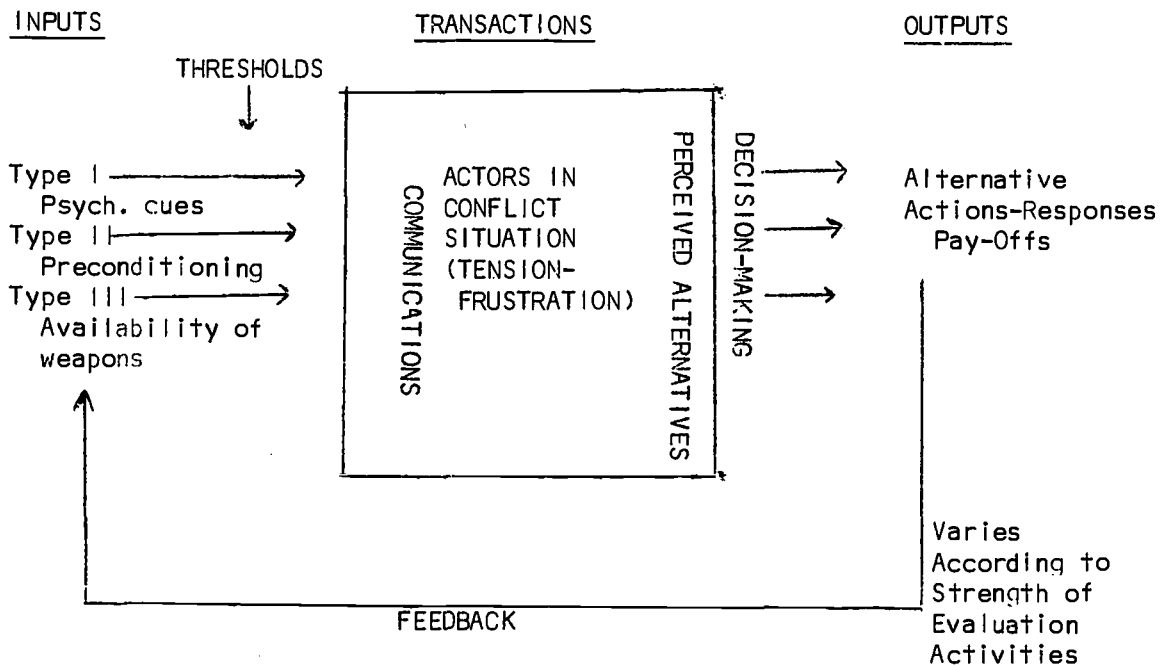 INPUTS
TRANSACTIONS
OUTPUTS
THRESHOLDS
Type I
Psych. cues
Type II
Preconditioning
Type III
Availability of
weapons
COMMUNICATIONS
ACTORS IN
CONFLICT
SITUATION
(TENSION-
FRUSTRATION)
PERCEIVED ALTERNATIVES
DECISION-MAKING
Alternative
Actions-Responses
Pay-Offs
Varies
According to
Strength of
Evaluation
Activities
FEEDBACK